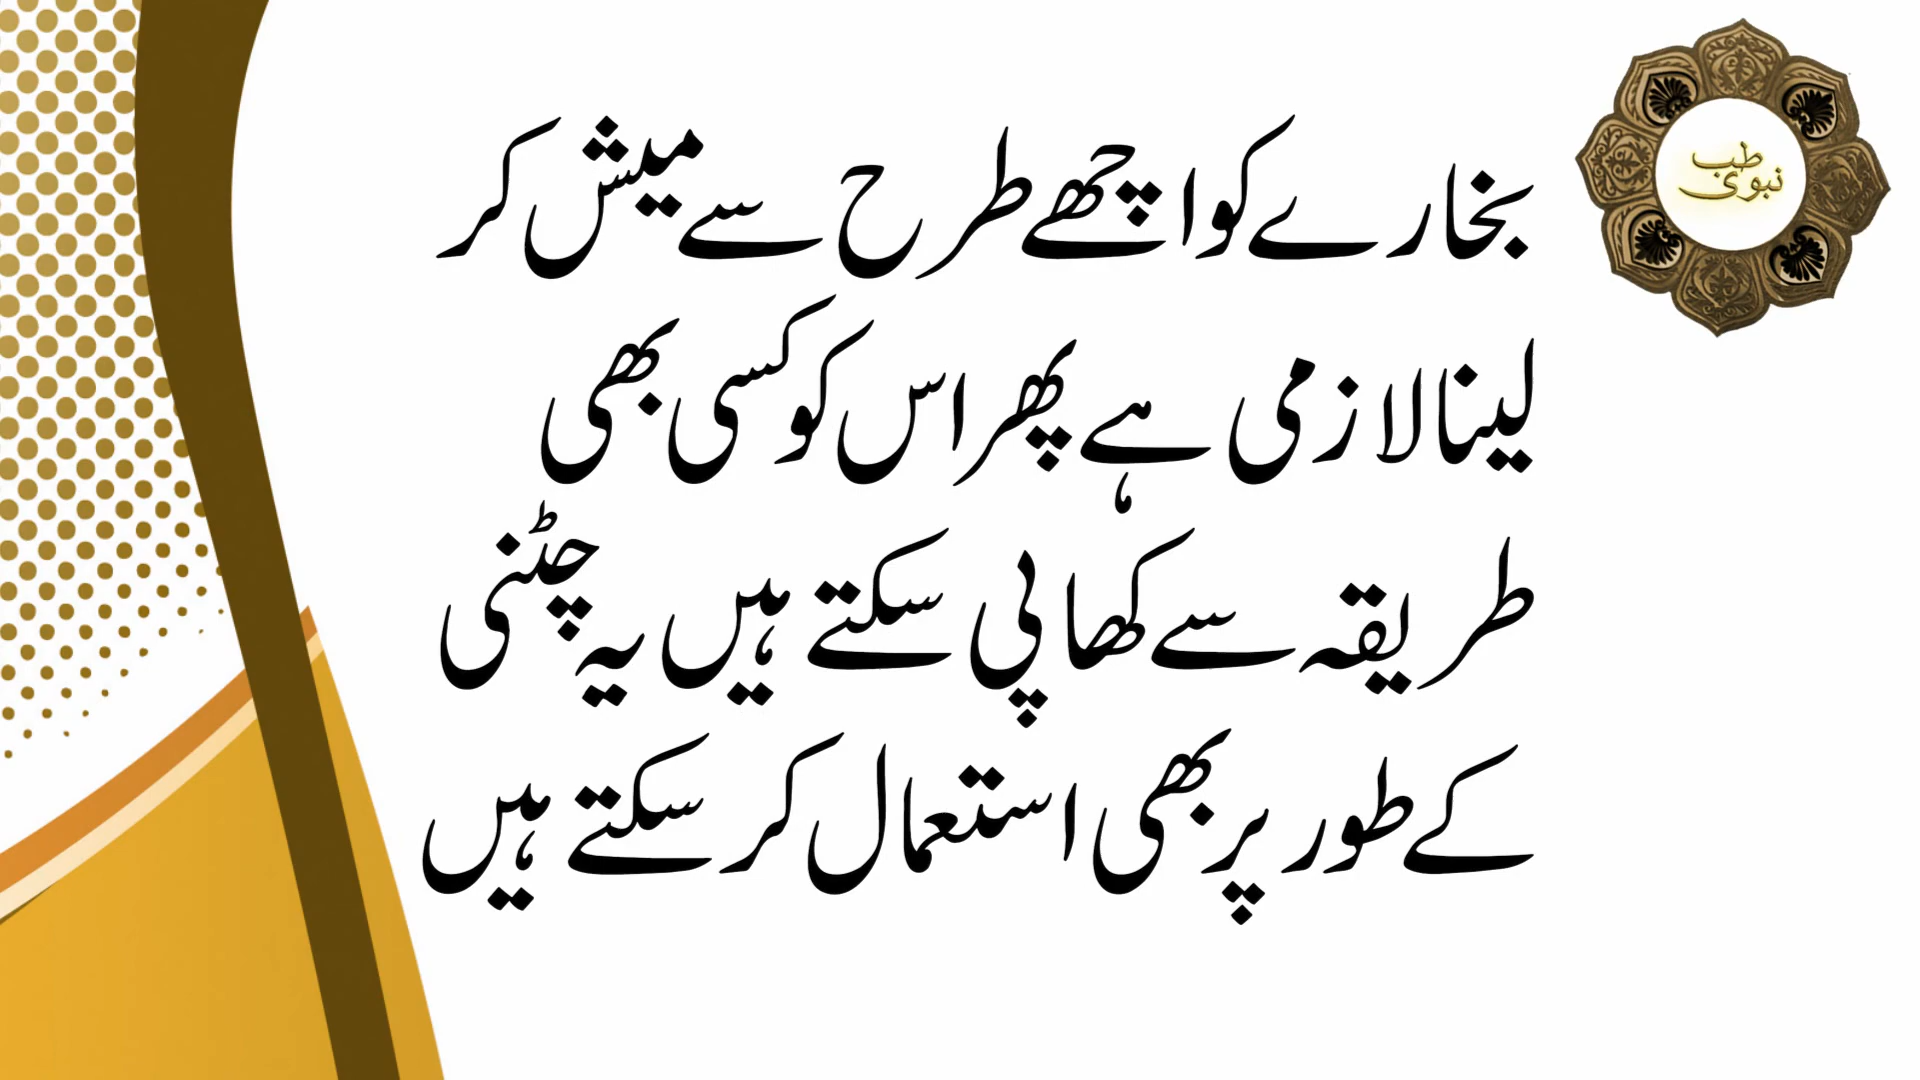 طب
نبوی
بخارے کو اچھے طرح سے میش کر
لینا لازمی ہے پھر اس کو کسی بھی
طریقہ سے کھا پی سکتے ہیں یہ چٹنی
کے طور پر بھی استعمال کر سکتے ہیں